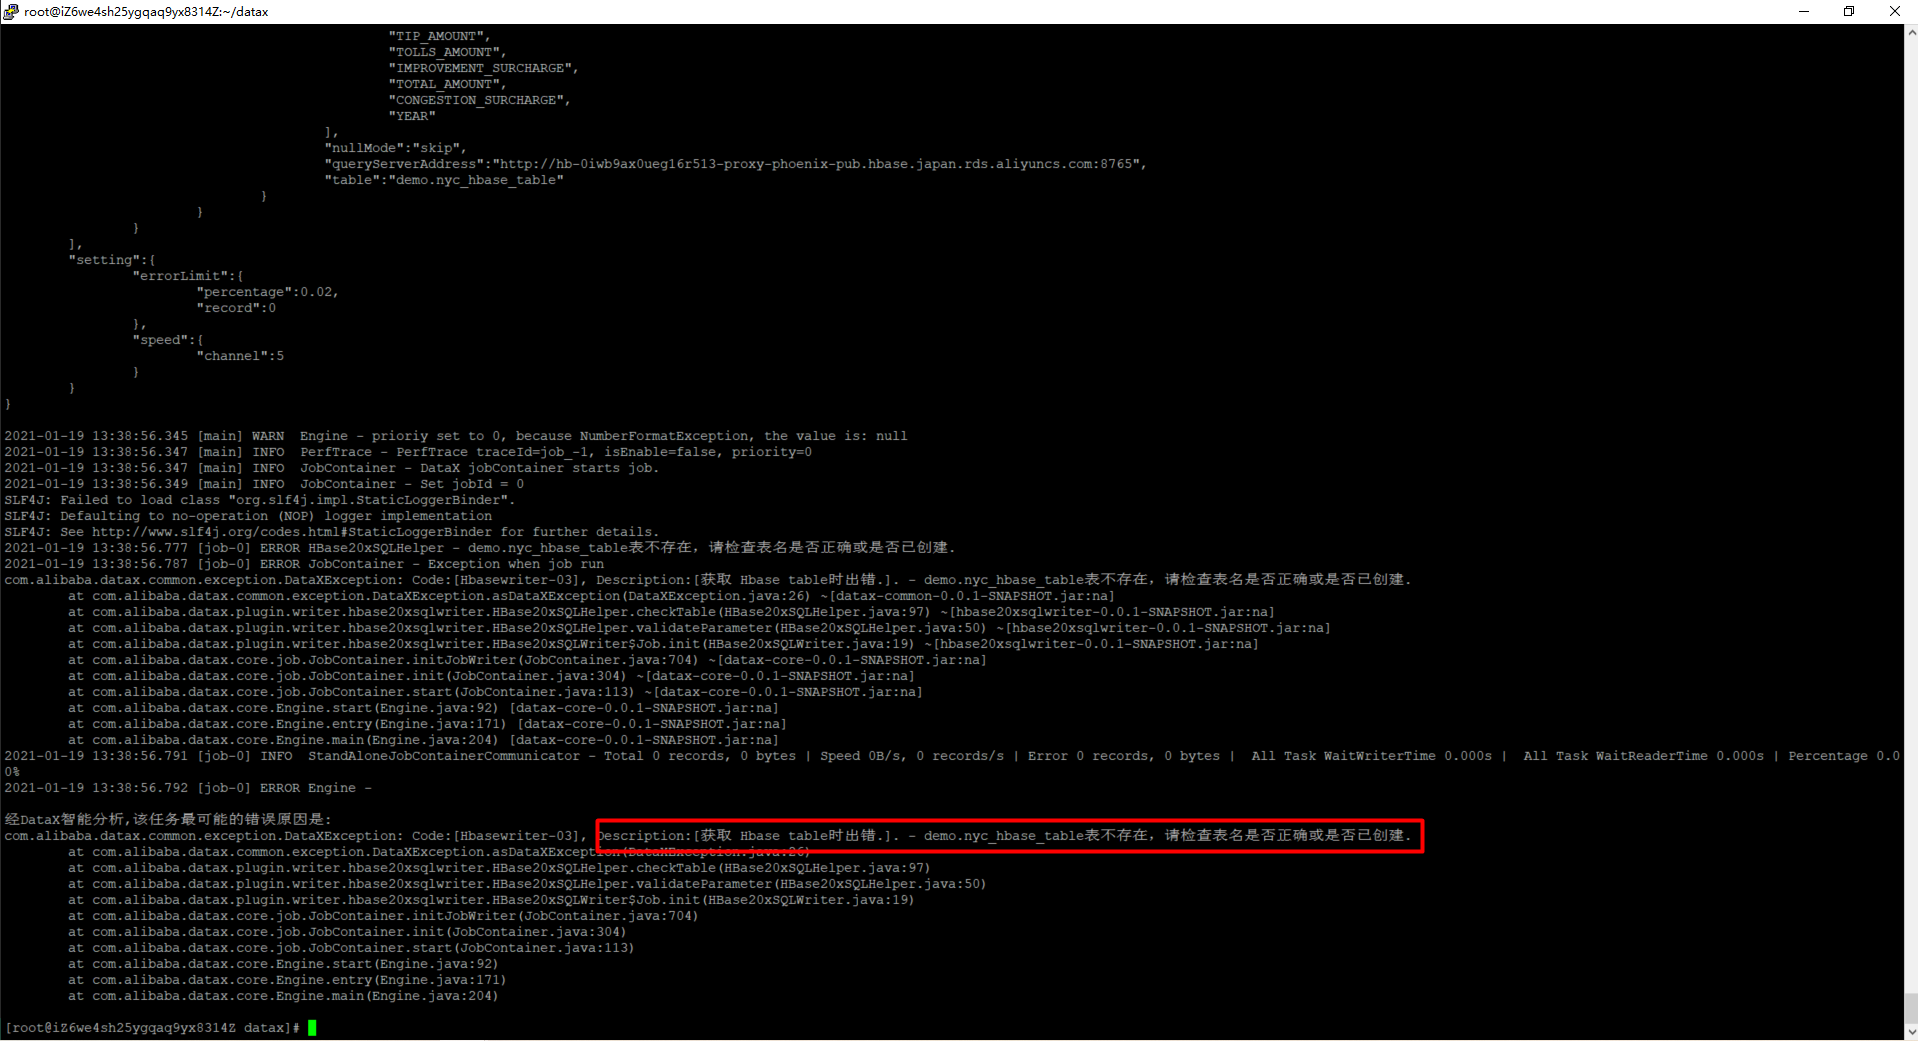 root@iZ6we4sh25ygqaq9yx8314Z:~/datax
"TIP_AMOUNT",
"TOLLS_AMOUNT",
"IMPROVEMENT_SURCHARGE",
"TOTAL_AMOUNT",
"CONGESTION_SURCHARGE",
"YEAR"
],
"nullMode":"skip",
"queryServerAddress":"http://hb-0iwb9ax0ueg16r513-proxy-phoenix-pub.hbase.japan.rds.aliyuncs.com:8765",
"table":"demo.nyc_hbase_table"
}
}
}
],
"setting":{
"errorLimit":{
"percentage":0.02,
"record":0
},
"speed":{
"channel":5
}
}
}
2021-01-19 13:38:56.345 [main] WARN  Engine - prioriy set to 0, because NumberFormatException, the value is: null
2021-01-19 13:38:56.347 [main] INFO  PerfTrace - PerfTrace traceId=job_-1, isEnable=false, priority=0
2021-01-19 13:38:56.347 [main] INFO  JobContainer - DataX jobContainer starts job.
2021-01-19 13:38:56.349 [main] INFO  JobContainer - Set jobId = 0
SLF4J: Failed to load class "org.slf4j.impl.StaticLoggerBinder".
SLF4J: Defaulting to no-operation (NOP) logger implementation
SLF4J: See http://www.slf4j.org/codes.html#StaticLoggerBinder for further details.
2021-01-19 13:38:56.777 [job-0] ERROR HBase20xSQLHelper - demo.nyc_hbase_table表不存在，请检查表名是否正确或是否已创建.
2021-01-19 13:38:56.787 [job-0] ERROR JobContainer - Exception when job run
com.alibaba.datax.common.exception.DataXException: Code:[Hbasewriter-03], Description:[获取 Hbase table时出错.]. - demo.nyc_hbase_table表不存在，请检查表名是否正确或是否已创建.
at com.alibaba.datax.common.exception.DataXException.asDataXException(DataXException.java:26) ~[datax-common-0.0.1-SNAPSHOT.jar:na]
at com.alibaba.datax.plugin.writer.hbase20xsqlwriter.HBase20xSQLHelper.checkTable(HBase20xSQLHelper.java:97) ~[hbase20xsqlwriter-0.0.1-SNAPSHOT.jar:na]
at com.alibaba.datax.plugin.writer.hbase20xsqlwriter.HBase20xSQLHelper.validateParameter(HBase20xSQLHelper.java:50) ~[hbase20xsqlwriter-0.0.1-SNAPSHOT.jar:na]
at com.alibaba.datax.plugin.writer.hbase20xsqlwriter.HBase20xSQLWriter$Job.init(HBase20xSQLWriter.java:19) ~[hbase20xsqlwriter-0.0.1-SNAPSHOT.jar:na]
at com.alibaba.datax.core.job.JobContainer.initJobWriter(JobContainer.java:704) ~[datax-core-0.0.1-SNAPSHOT.jar:na]
at com.alibaba.datax.core.job.JobContainer.init(JobContainer.java:304) ~[datax-core-0.0.1-SNAPSHOT.jar:na]
at com.alibaba.datax.core.job.JobContainer.start(JobContainer.java:113) ~[datax-core-0.0.1-SNAPSHOT.jar:na]
at com.alibaba.datax.core.Engine.start(Engine.java:92) [datax-core-0.0.1-SNAPSHOT.jar:na]
at com.alibaba.datax.core.Engine.entry(Engine.java:171) [datax-core-0.0.1-SNAPSHOT.jar:na]
at com.alibaba.datax.core.Engine.main(Engine.java:204) [datax-core-0.0.1-SNAPSHOT.jar:na]
2021-01-19 13:38:56.791 [job-0] INFO  StandAloneJobContainerCommunicator - Total 0 records, 0 bytes | Speed 0B/s, 0 records/s | Error 0 records, 0 bytes |  All Task WaitWriterTime 0.000s |  All Task WaitReaderTime 0.000s | Percentage 0.0
0%
2021-01-19 13:38:56.792 [job-0] ERROR Engine -
经DataX智能分析,该任务最可能的错误原因是:
com.alibaba.datax.common.exception.DataXException: Code:[Hbasewriter-03], Description:[获取 Hbase table时出错.]. - demo.nyc_hbase_table表不存在，请检查表名是否正确或是否已创建.
at com.alibaba.datax.common.exception.DataXException.asDataXException(DataXException.java:26)
at com.alibaba.datax.plugin.writer.hbase20xsqlwriter.HBase20xSQLHelper.checkTable(HBase20xSQLHelper.java:97)
at com.alibaba.datax.plugin.writer.hbase20xsqlwriter.HBase20xSQLHelper.validateParameter(HBase20xSQLHelper.java:50)
at com.alibaba.datax.plugin.writer.hbase20xsqlwriter.HBase20xSQLWriter$Job.init(HBase20xSQLWriter.java:19)
at com.alibaba.datax.core.job.JobContainer.initJobWriter(JobContainer.java:704)
at com.alibaba.datax.core.job.JobContainer.init(JobContainer.java:304)
at com.alibaba.datax.core.job.JobContainer.start(JobContainer.java:113)
at com.alibaba.datax.core.Engine.start(Engine.java:92)
at com.alibaba.datax.core.Engine.entry(Engine.java:171)
at com.alibaba.datax.core.Engine.main(Engine.java:204)
[root@iZ6we4sh25ygqaq9yx8314Z datax]#